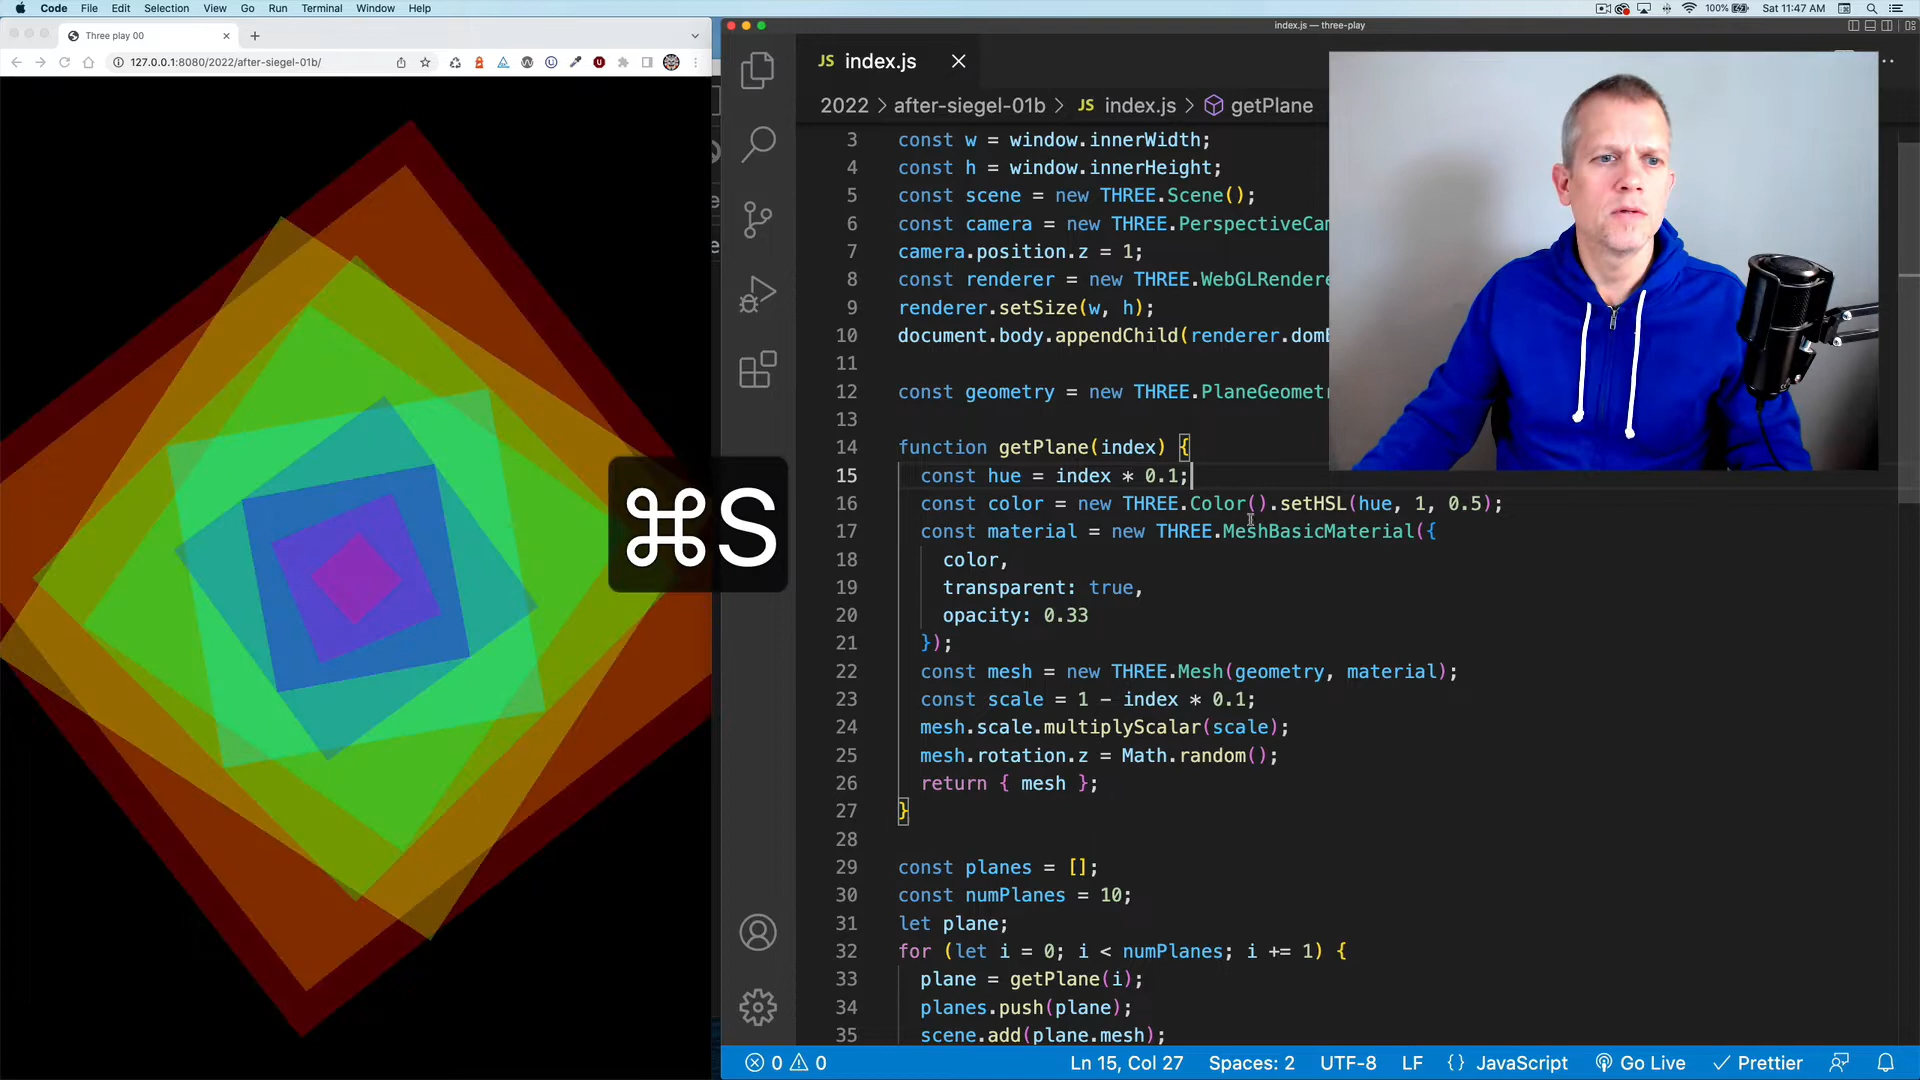 Code File Edit Selection View Go Run Terminal Window Help
100% Sat 11:47 AM
Three play 00
127.0.0.1:8080/2022/after-siegel-01b/
index.js — three-play
JS index.js
2022 > after-siegel-01b > JS index.js > getPlane
3 const w = window.innerWidth;
4 const h = window.innerHeight;
5 const scene = new THREE.Scene();
6 const camera = new THREE.PerspectiveCam
7 camera.position.z = 1;
8 const renderer = new THREE.WebGLRendere
9 renderer.setSize(w, h);
10 document.body.appendChild(renderer.domE
11
12 const geometry = new THREE.PlaneGeometr
13
14 function getPlane(index) {
15 const hue = index * 0.1;
16 const color = new THREE.Color().setHSL(hue, 1, 0.5);
17 const material = new THREE.MeshBasicMaterial({
18 color,
19 transparent: true,
20 opacity: 0.33
21 });
22 const mesh = new THREE.Mesh(geometry, material);
23 const scale = 1 - index * 0.1;
24 mesh.scale.multiplyScalar(scale);
25 mesh.rotation.z = Math.random();
26 return { mesh };
27 }
28
29 const planes = [];
30 const numPlanes = 10;
31 let plane;
32 for (let i = 0; i < numPlanes; i += 1) {
33 plane = getPlane(i);
34 planes.push(plane);
35 scene.add(plane.mesh);
⌘S
0 0 Ln 15, Col 27 Spaces: 2 UTF-8 LF {} JavaScript Go Live Prettier